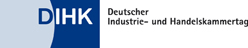 DIHK
Deutscher
Industrie- und Handelskammertag